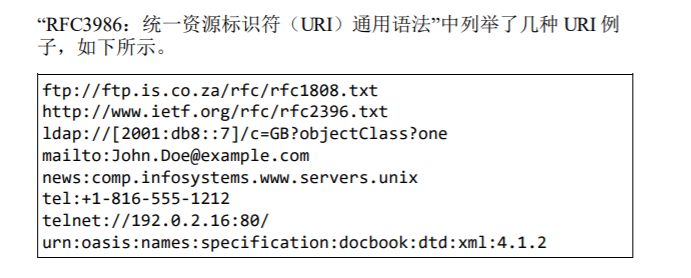 “RFC3986：统一资源标识符（URI）通用语法”中列举了几种 URI 例
子，如下所示。
ftp://ftp.is.co.za/rfc/rfc1808.txt
http://www.ietf.org/rfc/rfc2396.txt
ldap://[2001:db8::7]/c=GB?objectClass?one
mailto:John.Doe@example.com
news:comp.infosystems.www.servers.unix
tel:+1-816-555-1212
telnet://192.0.2.16:80/
urn:oasis:names:specification:docbook:dtd:xml:4.1.2